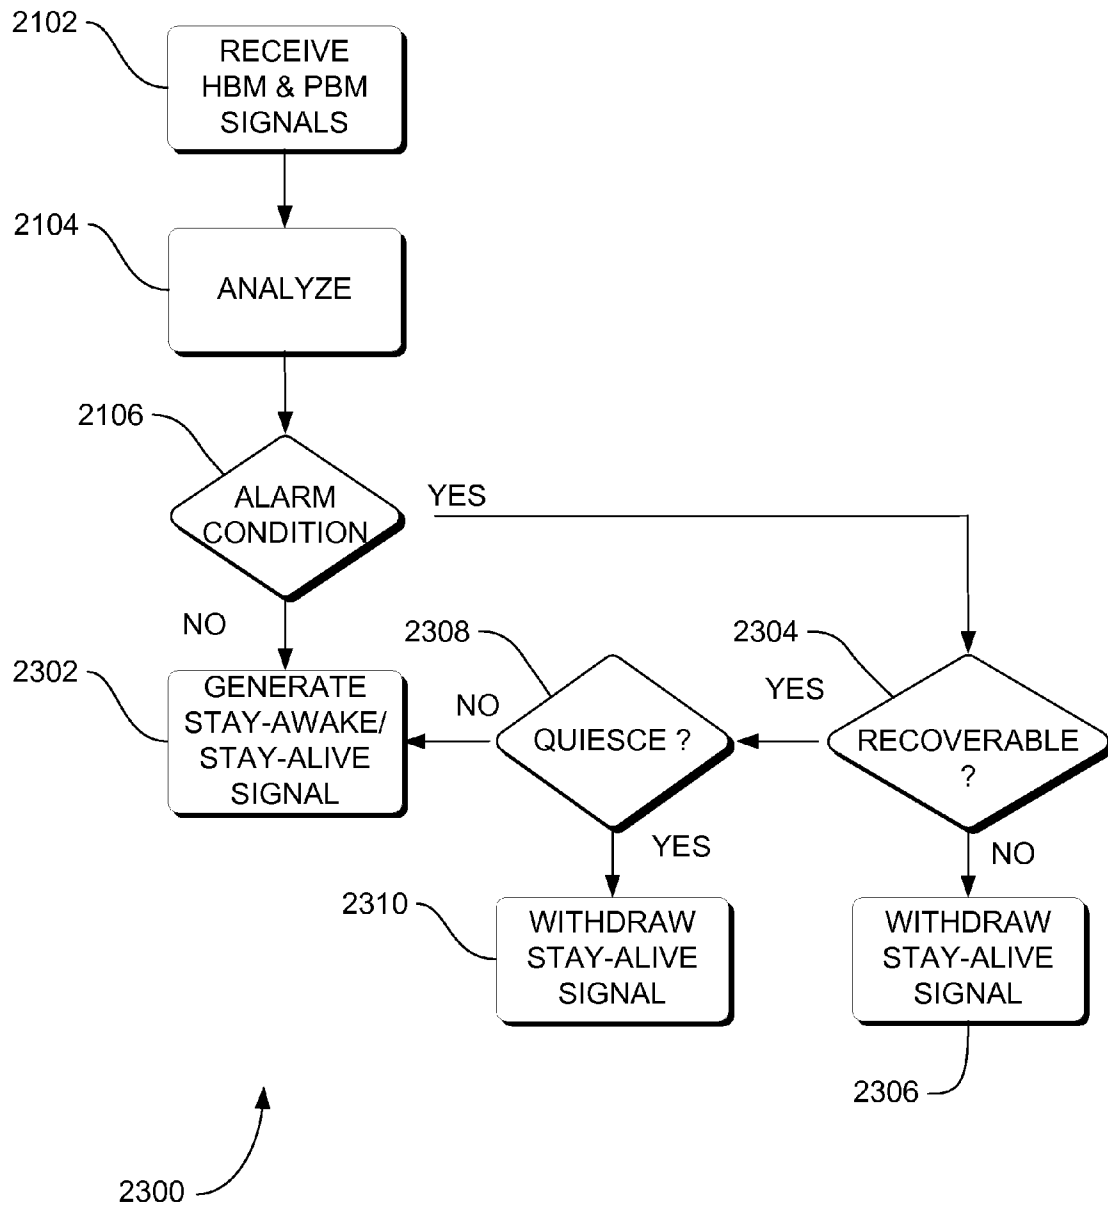 2102
RECEIVE
HBM & PBM
SIGNALS
2104
ANALYZE
2106
ALARM
CONDITION
YES
NO
2302
GENERATE
STAY-AWAKE/
STAY-ALIVE
SIGNAL
2308
QUIESCE ?
NO
YES
2304
RECOVERABLE
?
YES
NO
2310
WITHDRAW
STAY-ALIVE
SIGNAL
WITHDRAW
STAY-ALIVE
SIGNAL
2306
2300